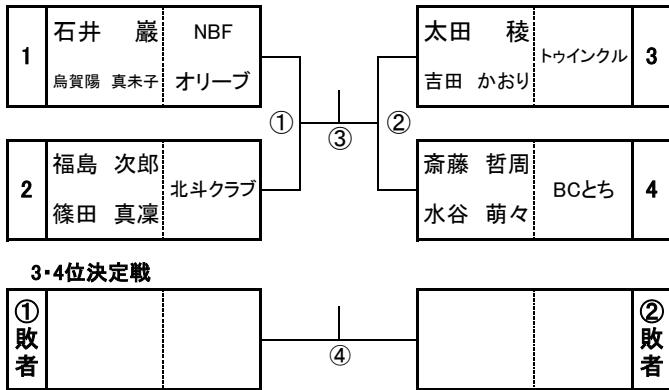 1 石井 巌 NBF
烏賀陽 真未子 オリーブ
太田 稜 トゥインクル 3
吉田 かおり
① ③ ②
2 福島 次郎 北斗クラブ
篠田 真凜
斎藤 哲周 BCとち 4
水谷 萌々
3・4位決定戦
①敗者
④
②敗者